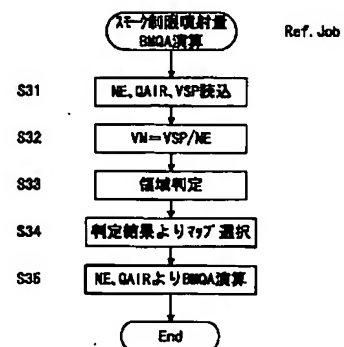 スモーク制限噴射量
BMQA演算
Ref. Job
S31
NE、QAIR、VSP読込
S32
VN＝VSP/NE
S33
領域判定
S34
判定結果よりマップ選択
S35
NE、QAIRよりBMQA演算
End